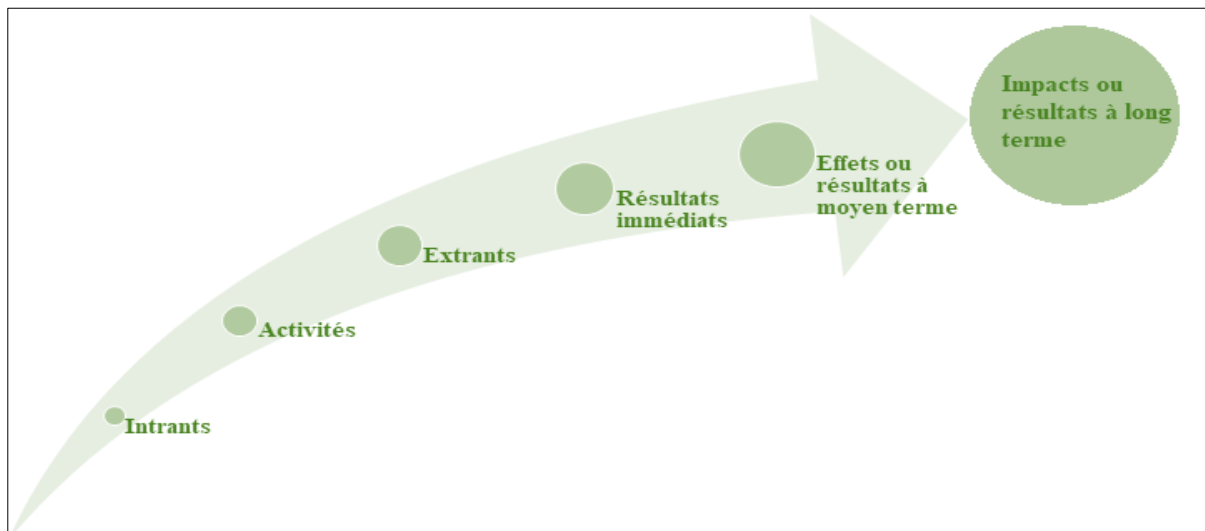 Intrants
Activités
Extrants
Résultats
immédiats
Effets ou
résultats à
moyen terme
Impacts ou
résultats à long
terme